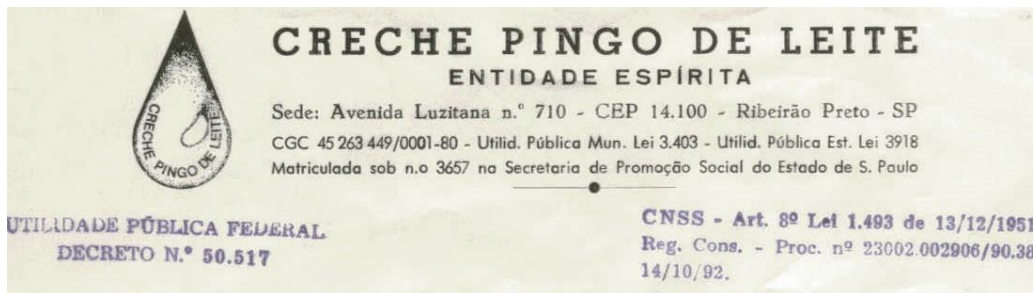 CRECHE PINGO DE LEITE
ENTIDADE ESPÍRITA
Sede: Avenida Luzitana n.º 710 - CEP 14.100 - Ribeirão Preto - SP
CGC 45 263 449/0001-80 - Utilid. Pública Mun. Lei 3.403 - Utilid. Pública Est. Lei 3918
Matriculada sob n.o 3657 na Secretaria de Promoção Social do Estado de S. Paulo
CRECHE PINGO DE LEITE
UTILIDADE PÚBLICA FEDERAL
DECRETO N.º 50.517
CNSS - Art. 8º Lei 1.493 de 13/12/1951
Reg. Cons. - Proc. nº 23002.002906/90.38
14/10/92.